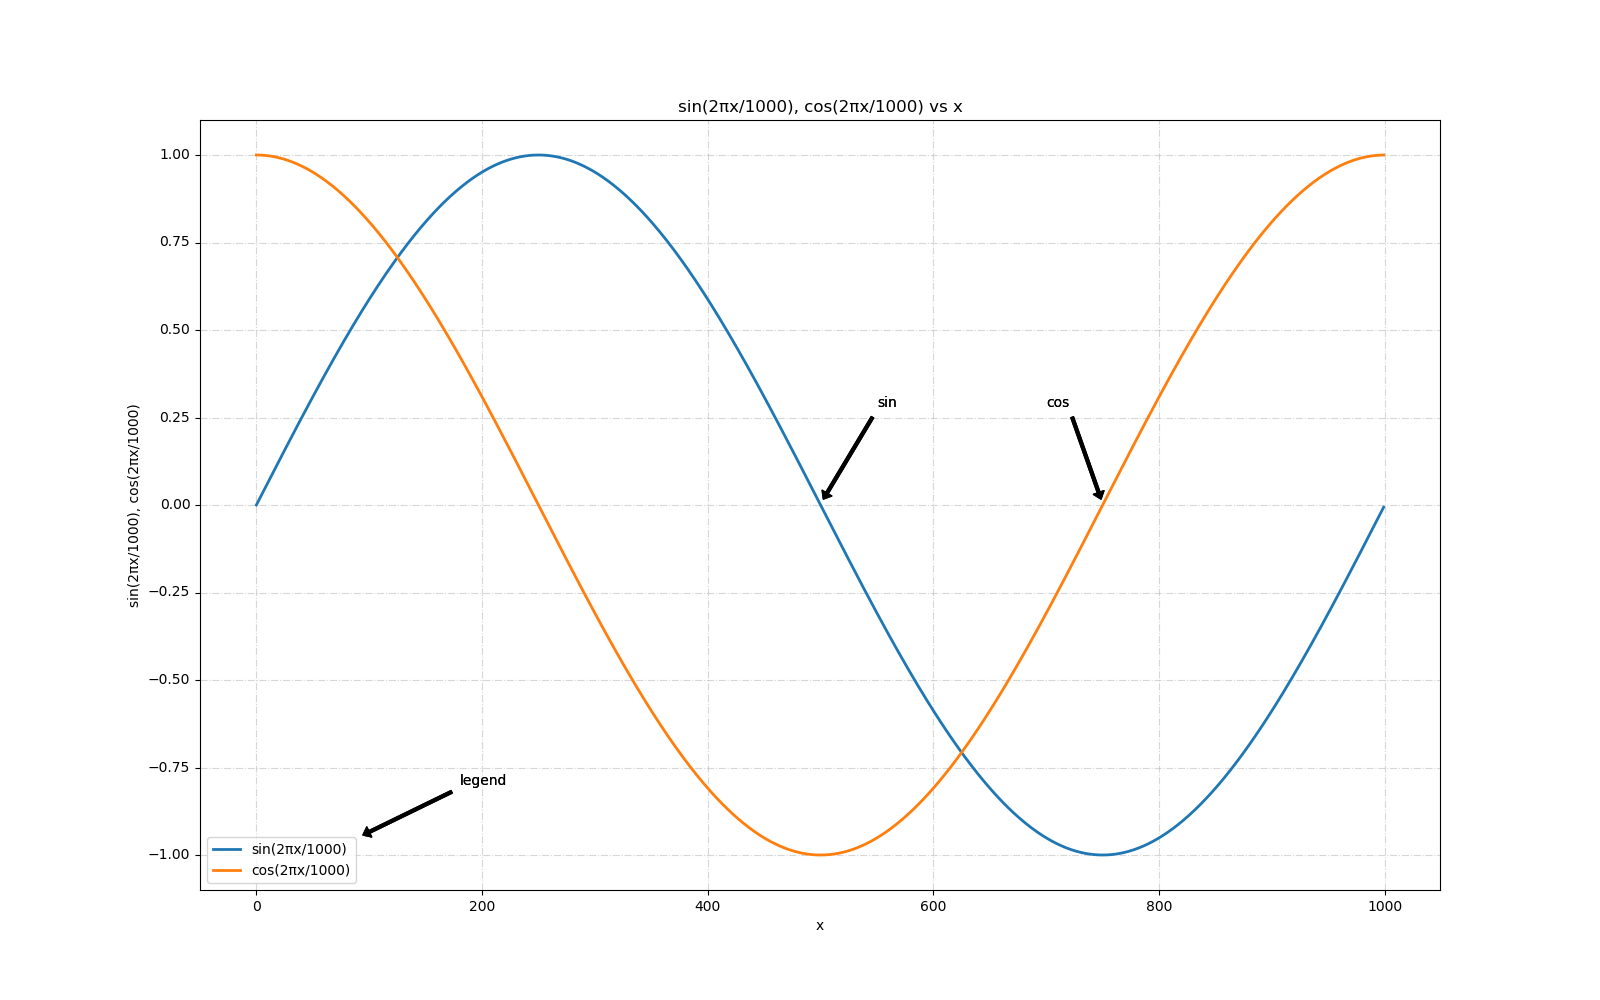 sin(2πx/1000), cos(2πx/1000) vs x
sin(2πx/1000), cos(2πx/1000)
1.00
0.75
0.50
0.25
0.00
−0.25
−0.50
−0.75
−1.00
sin
cos
legend
sin(2πx/1000)
cos(2πx/1000)
0 200 400 600 800 1000
x